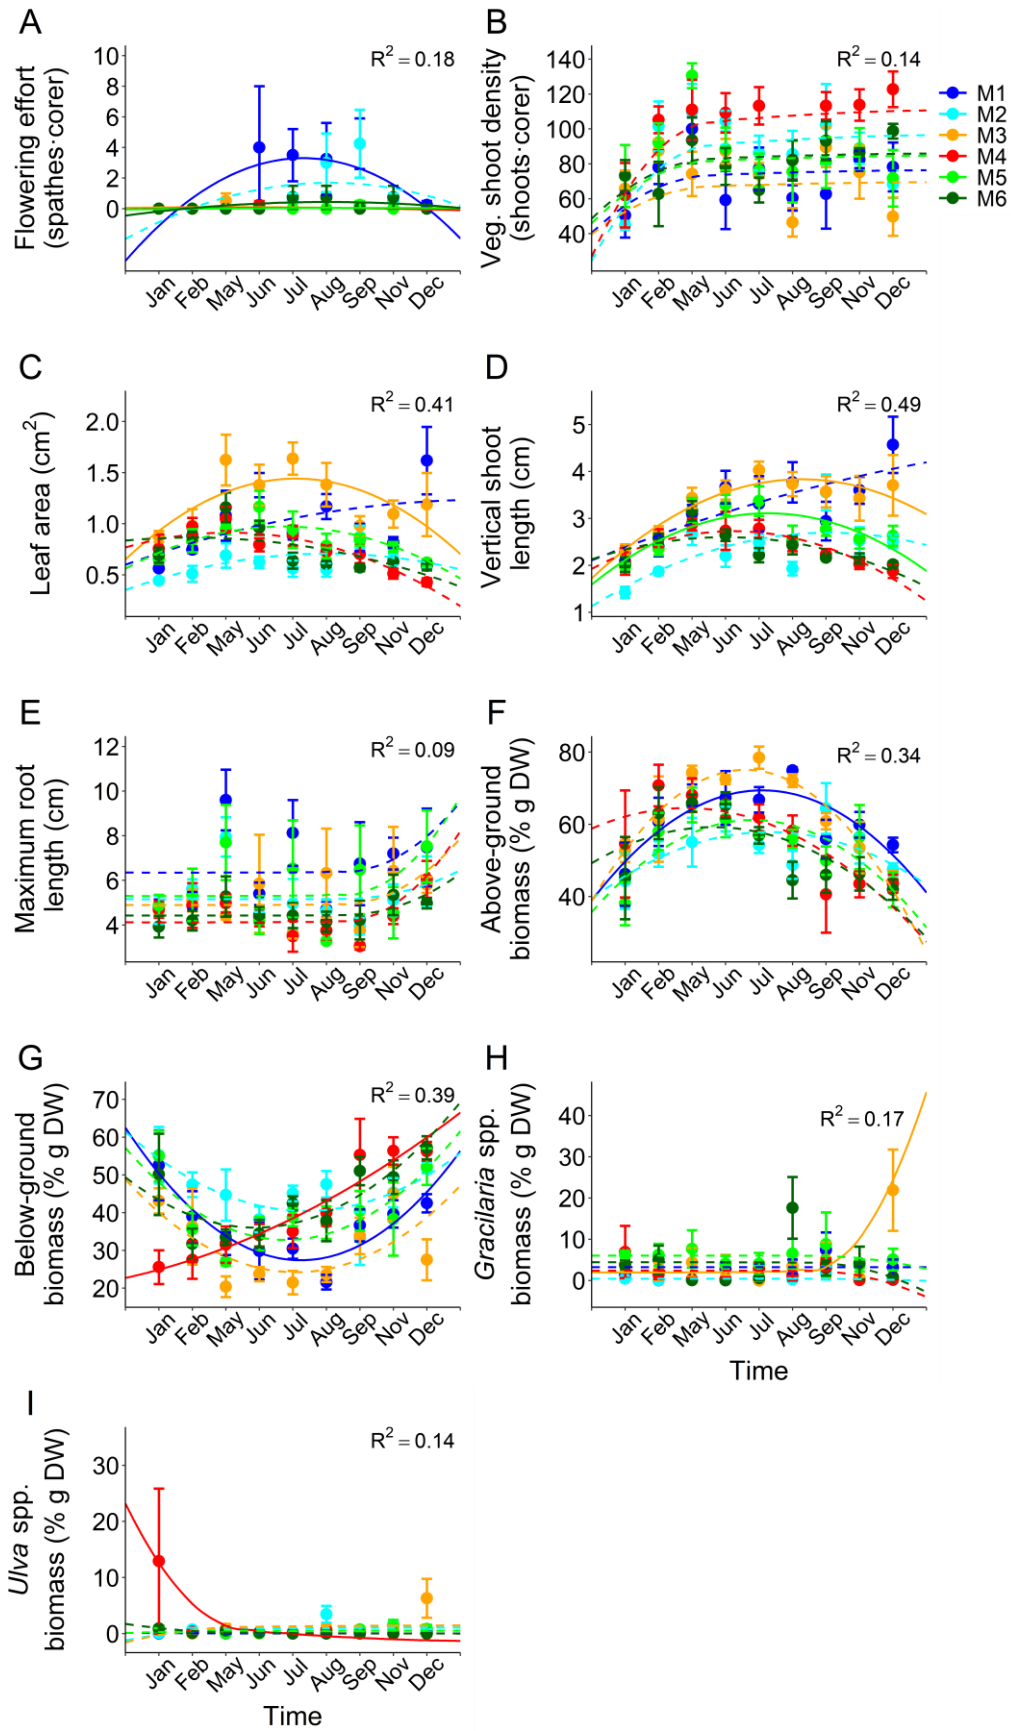 A
Flowering effort
(spathes·corer)
10
8
6
4
2
0
R² = 0.18
Jan Feb May Jun Jul Aug Sep Nov Dec
B
Veg. shoot density
(shoots·corer)
140
120
100
80
60
40
R² = 0.14
Jan Feb May Jun Jul Aug Sep Nov Dec
M1
M2
M3
M4
M5
M6
C
Leaf area (cm²)
2.0
1.5
1.0
0.5
R² = 0.41
Jan Feb May Jun Jul Aug Sep Nov Dec
D
Vertical shoot
length (cm)
5
4
3
2
1
R² = 0.49
Jan Feb May Jun Jul Aug Sep Nov Dec
E
Maximum root
length (cm)
12
10
8
6
4
R² = 0.09
Jan Feb May Jun Jul Aug Sep Nov Dec
F
Above-ground
biomass (% g DW)
80
60
40
R² = 0.34
Jan Feb May Jun Jul Aug Sep Nov Dec
G
Below-ground
biomass (% g DW)
70
60
50
40
30
20
R² = 0.39
Jan Feb May Jun Jul Aug Sep Nov Dec
H
Gracilaria spp.
biomass (% g DW)
40
30
20
10
0
R² = 0.17
Jan Feb May Jun Jul Aug Sep Nov Dec
Time
I
Ulva spp.
biomass (% g DW)
30
20
10
0
R² = 0.14
Jan Feb May Jun Jul Aug Sep Nov Dec
Time